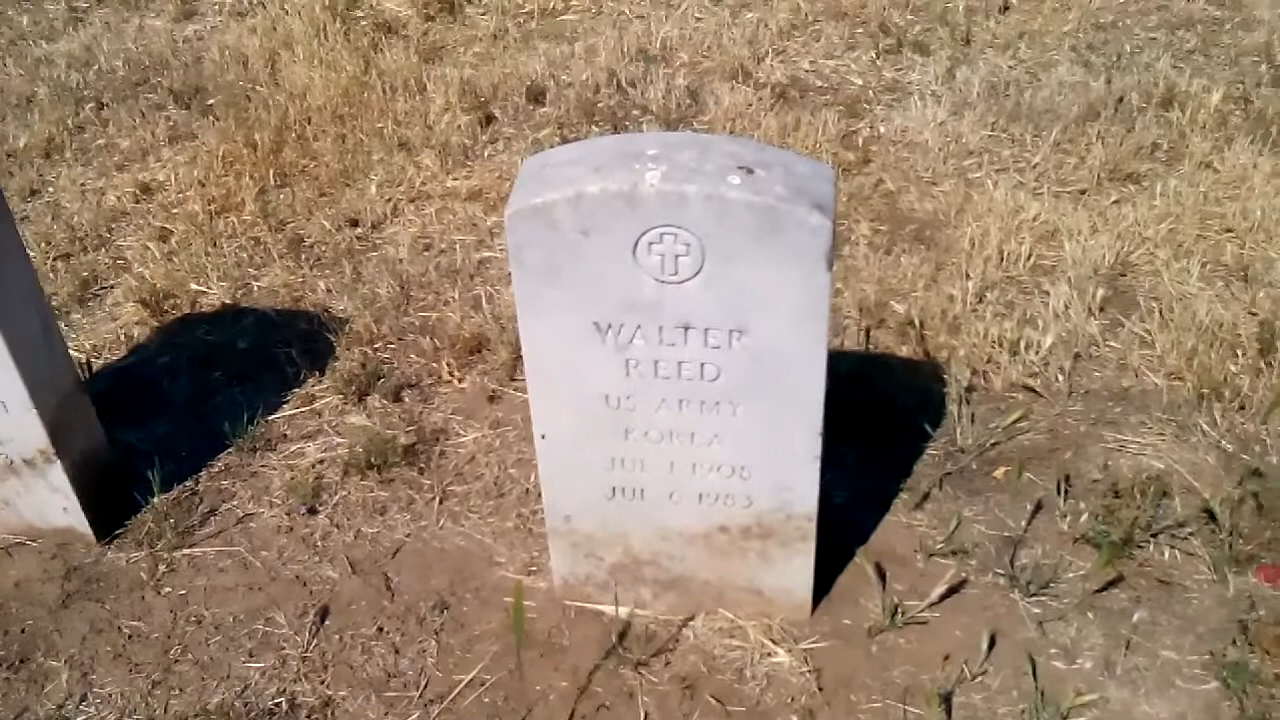 WALTER
REED
US ARMY
KOREA
JUL 1 1908
JUL 6 1983